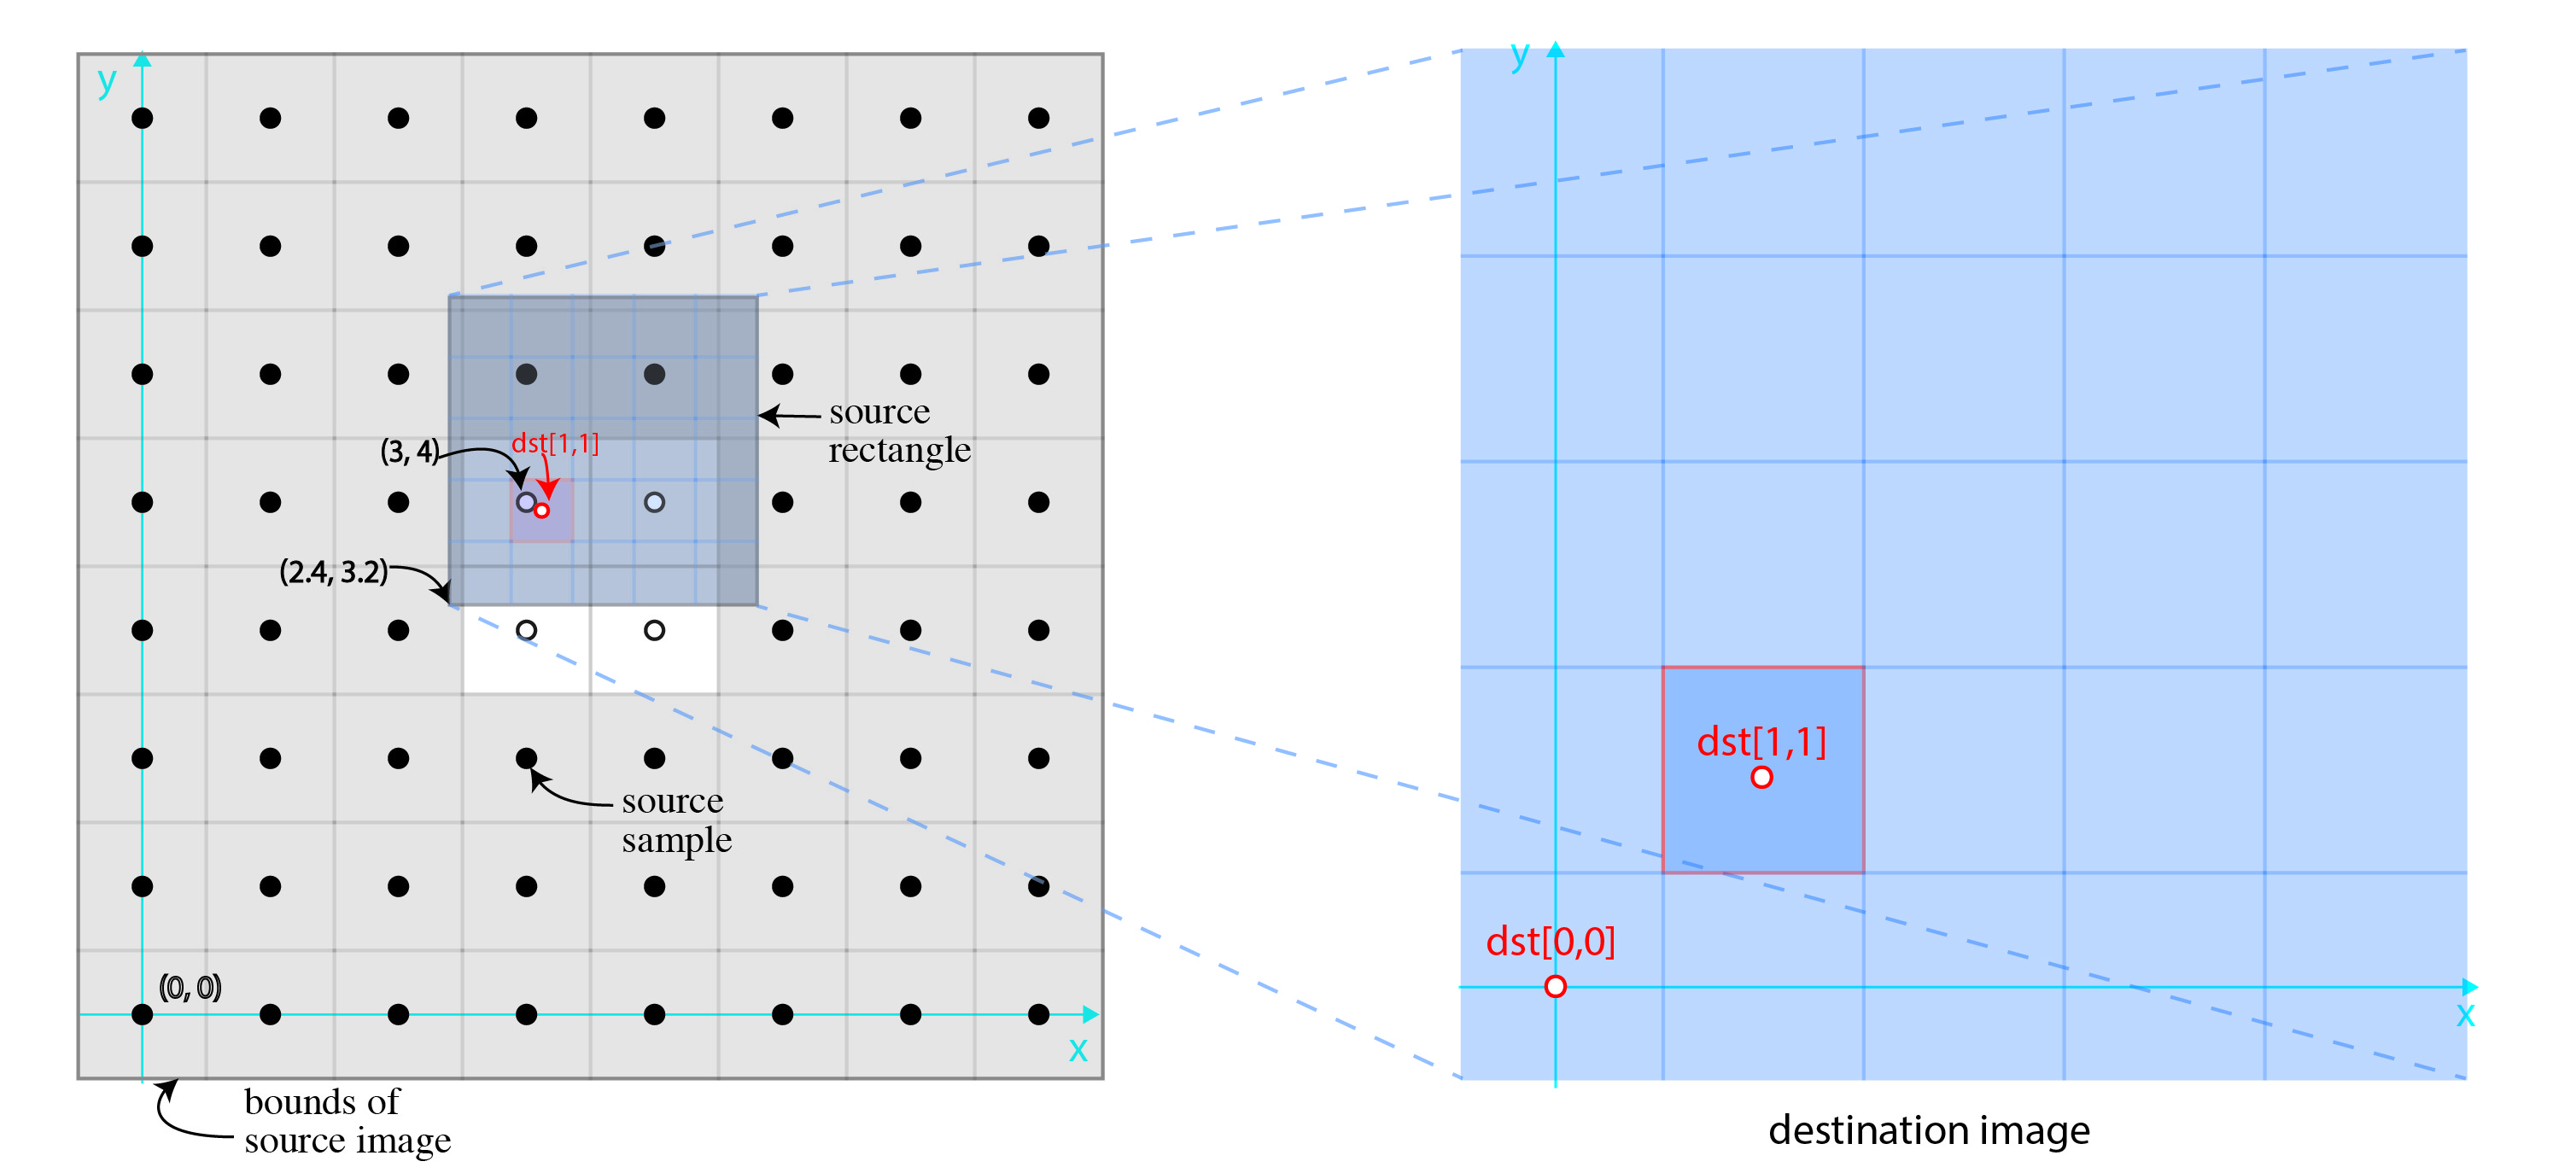 y
y
source
rectangle
(3, 4)
dst[1,1]
(2.4, 3.2)
source
sample
dst[1,1]
dst[0,0]
(0, 0)
x
x
bounds of
source image
destination image